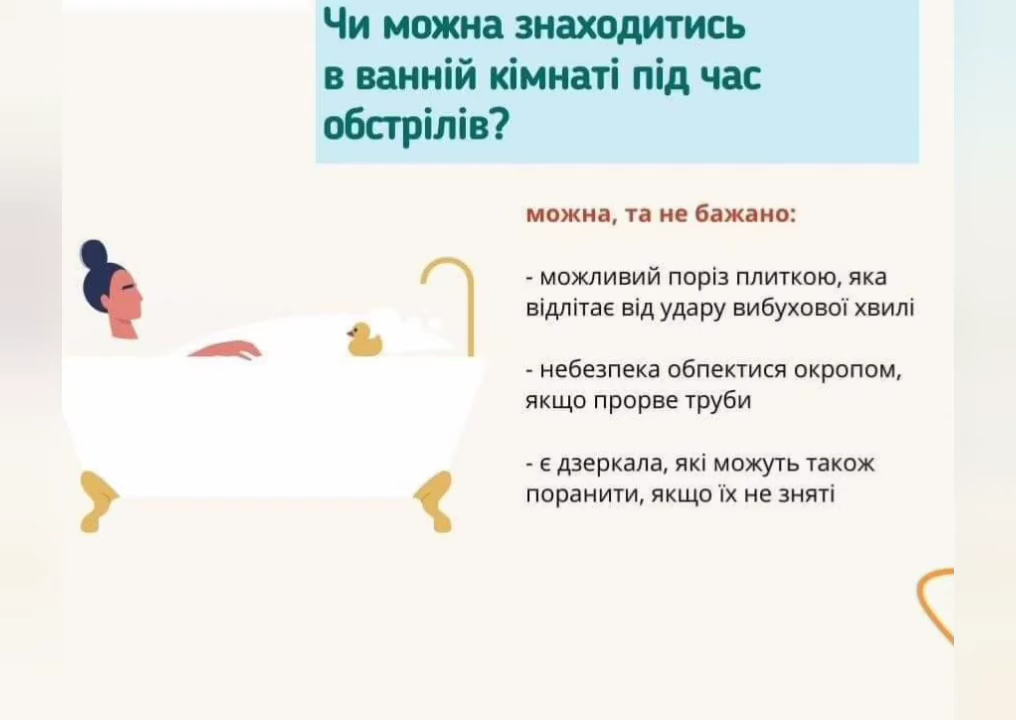 Чи можна знаходитись
в ванній кімнаті під час
обстрілів?
можна, та не бажано:
- можливий поріз плиткою, яка
відлітає від удару вибухової хвилі
- небезпека обпектися окропом,
якщо прорве труби
- є дзеркала, які можуть також
поранити, якщо їх не зняті